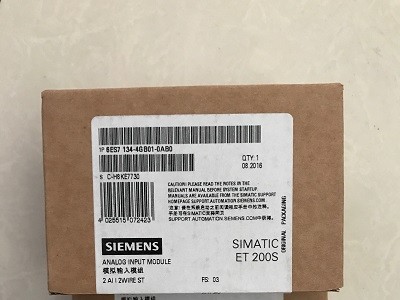 1P 6ES7 134-4GB01-0AB0
QTY: 1
08.2016
S C-H8KE7730
CAUTION! PLEASE READ THE NOTES IN THE
RELEVANT MANUAL BEFORE SYSTEM STARTUP.
MANUALS ARE AVAILABLE AT THE SIMATIC SUPPORT
HOMEPAGE SUPPORT.AUTOMATION.SIEMENS.COM
SUPPORT.AUTOMATION.SIEMENS.COM
4 025515 072423
ORIGINAL PACKAGING
SIEMENS
SIMATIC
ET 200S
ANALOG INPUT MODULE
模拟输入模组
2 AI I 2WIRE ST
FS: 03